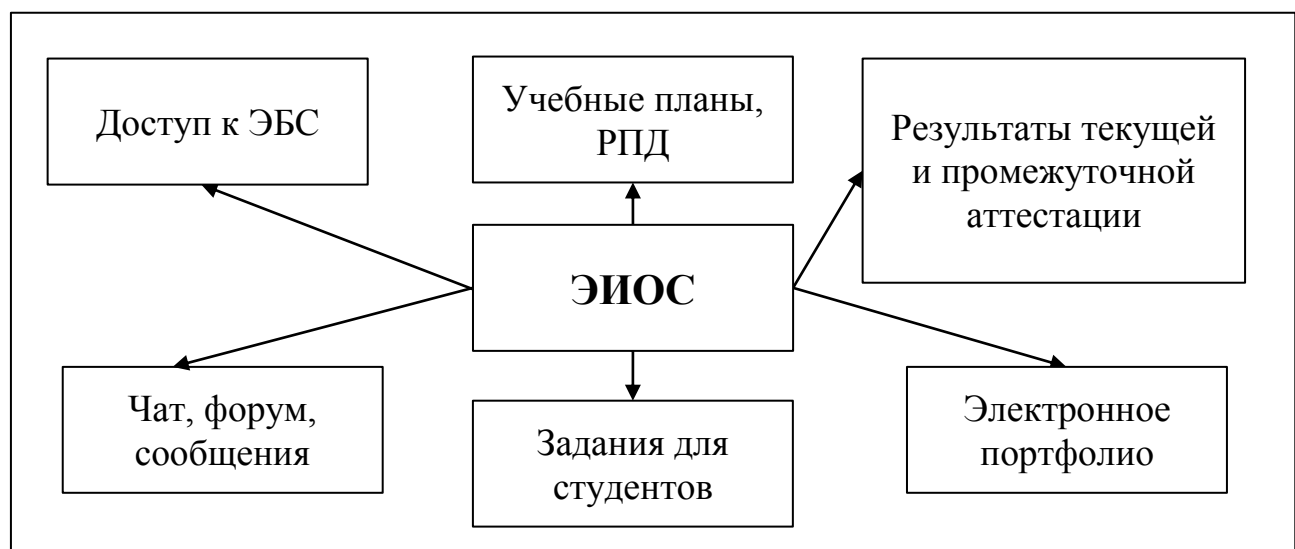 Доступ к ЭБС
Учебные планы,
РПД
Результаты текущей
и промежуточной
аттестации
ЭИОС
Чат, форум,
сообщения
Задания для
студентов
Электронное
портфолио